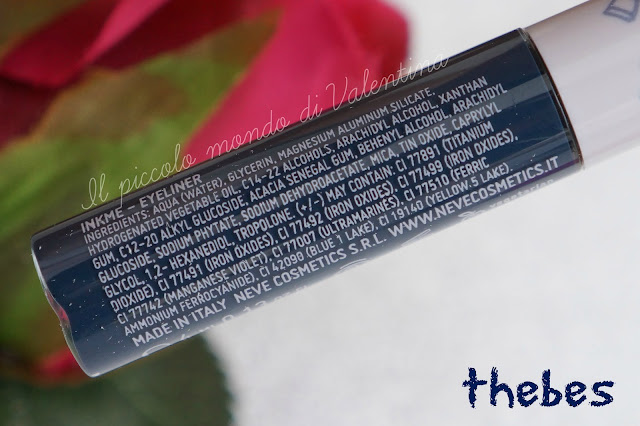 Il piccolo mondo di Valentina
INKME – EYELINER
INGREDIENTS: AQUA (WATER), GLYCERIN, MAGNESIUM ALUMINUM SILICATE,
HYDROGENATED VEGETABLE OIL, C14-22 ALCOHOLS, ARACHIDYL ALCOHOL, XANTHAN
GUM, C12-20 ALKYL GLUCOSIDE, ACACIA SENEGAL GUM, BEHENYL ALCOHOL, ARACHIDYL
GLUCOSIDE, SODIUM PHYTATE, SODIUM DEHYDROACETATE, MICA, TIN OXIDE, CAPRYLYL
GLYCOL, 1,2- HEXANEDIOL, TROPOLONE. (+/-) MAY CONTAIN: CI 77891 (TITANIUM
DIOXIDE), CI 77491 (IRON OXIDES), CI 77492 (IRON OXIDES), CI 77499 (IRON OXIDES),
CI 77742 (MANGANESE VIOLET), CI 77007 (ULTRAMARINES), CI 77510 (FERRIC
AMMONIUM FERROCYANIDE), CI 42090 (BLUE 1 LAKE), CI 19140 (YELLOW 5 LAKE).
MADE IN ITALY NEVE COSMETICS S.R.L. WWW.NEVECOSMETICS.IT
thebes